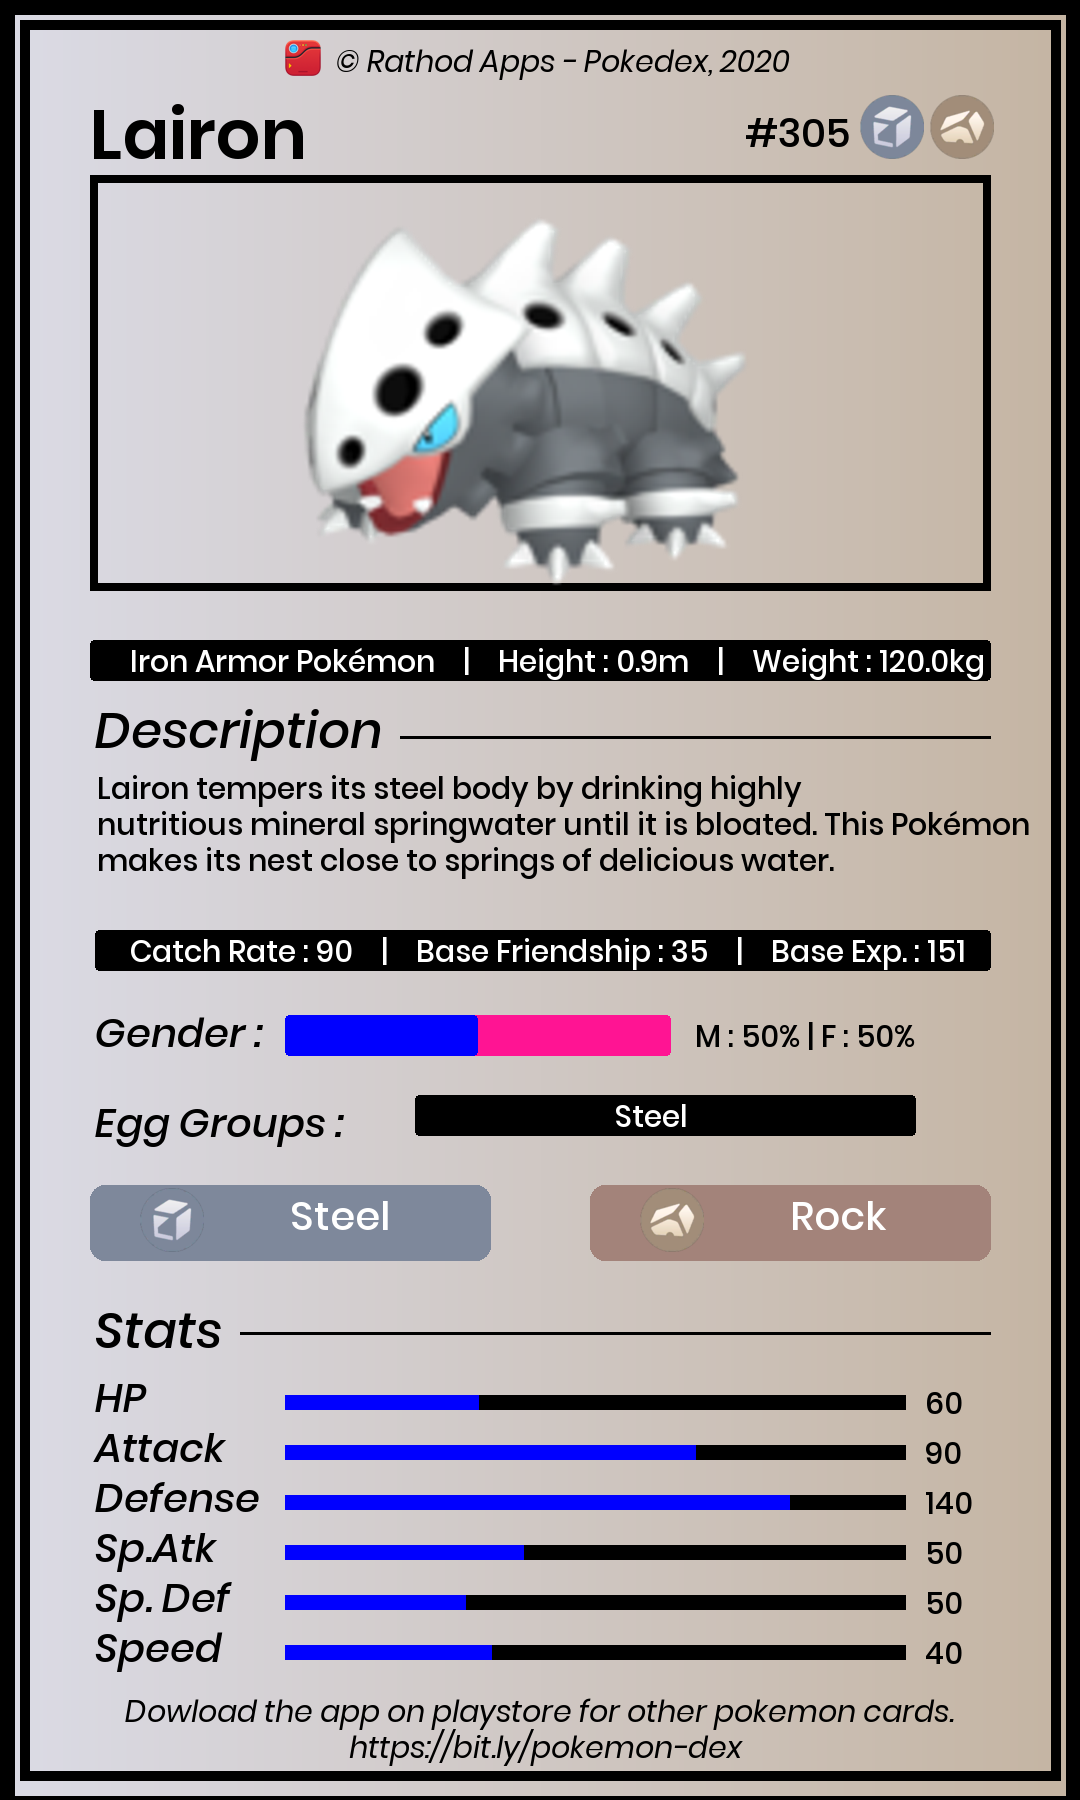 © Rathod Apps - Pokedex, 2020
Lairon #305
Iron Armor Pokémon | Height : 0.9m | Weight : 120.0kg
Description
Lairon tempers its steel body by drinking highly
nutritious mineral springwater until it is bloated. This Pokémon
makes its nest close to springs of delicious water.
Catch Rate : 90 | Base Friendship : 35 | Base Exp. : 151
Gender : M : 50% | F : 50%
Egg Groups : Steel
Steel Rock
Stats
HP 60
Attack 90
Defense 140
Sp.Atk 50
Sp. Def 50
Speed 40
Dowload the app on playstore for other pokemon cards.
https://bit.ly/pokemon-dex